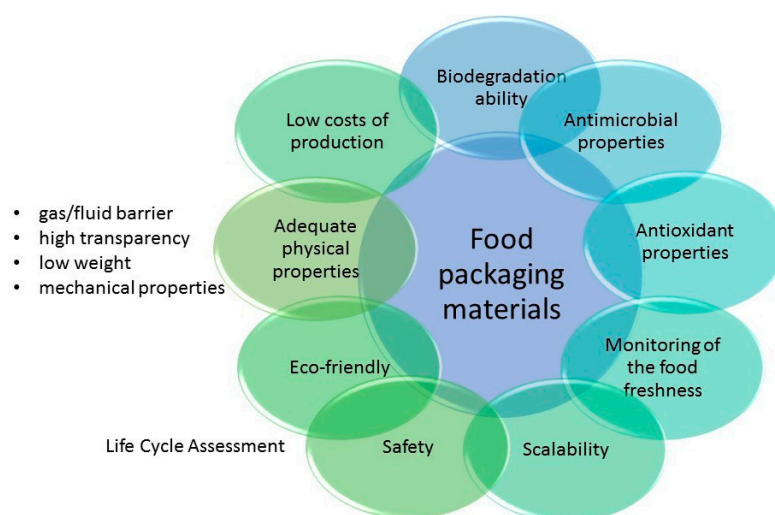 Biodegradation
ability
Antimicrobial
properties
Antioxidant
properties
Monitoring of
the food
freshness
Scalability
Safety
Life Cycle Assessment
Eco-friendly
Adequate
physical
properties
• gas/fluid barrier
• high transparency
• low weight
• mechanical properties
Low costs of
production
Food
packaging
materials